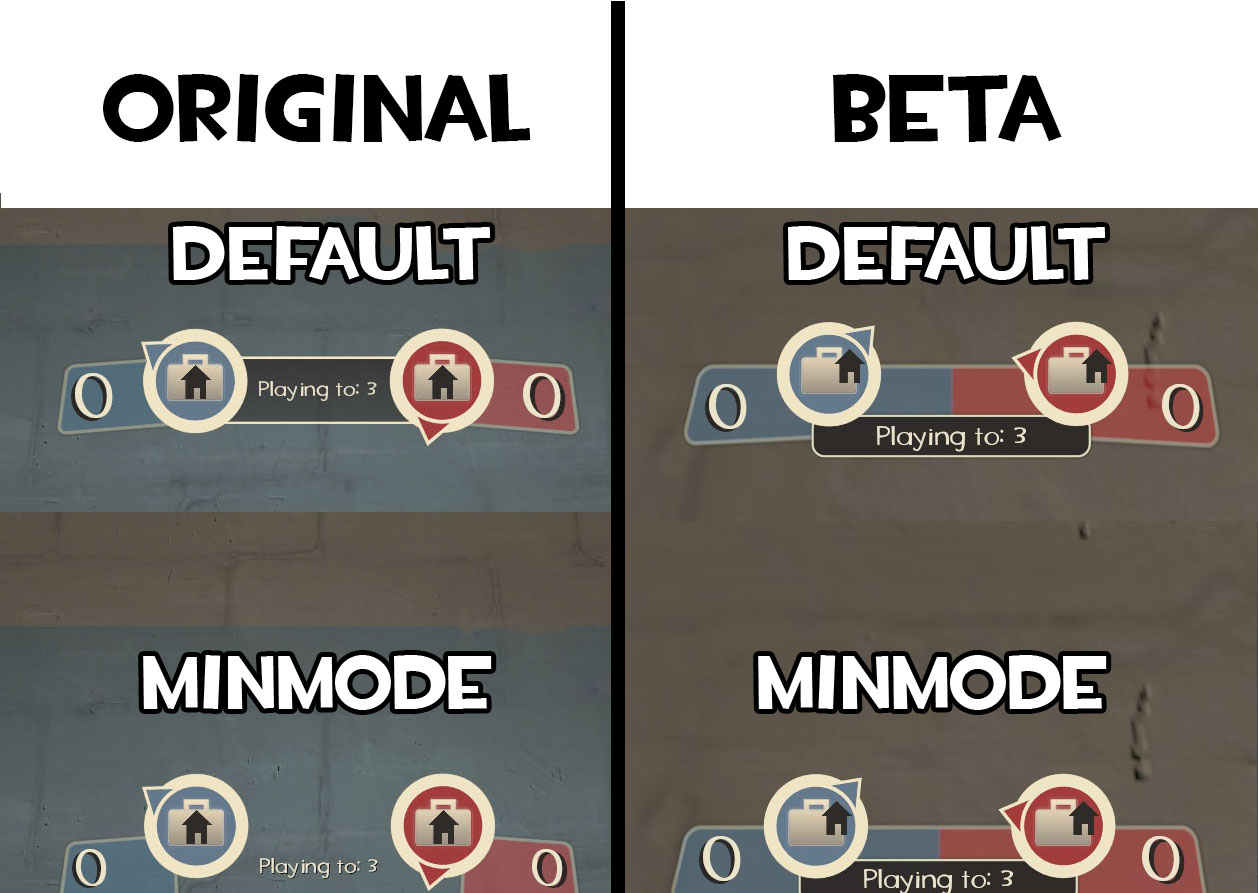 ORIGINAL
BETA
DEFAULT
DEFAULT
0 Playing to: 3 0
0 0
Playing to: 3
MINMODE
MINMODE
0 Playing to: 3 0
0 0
Playing to: 3